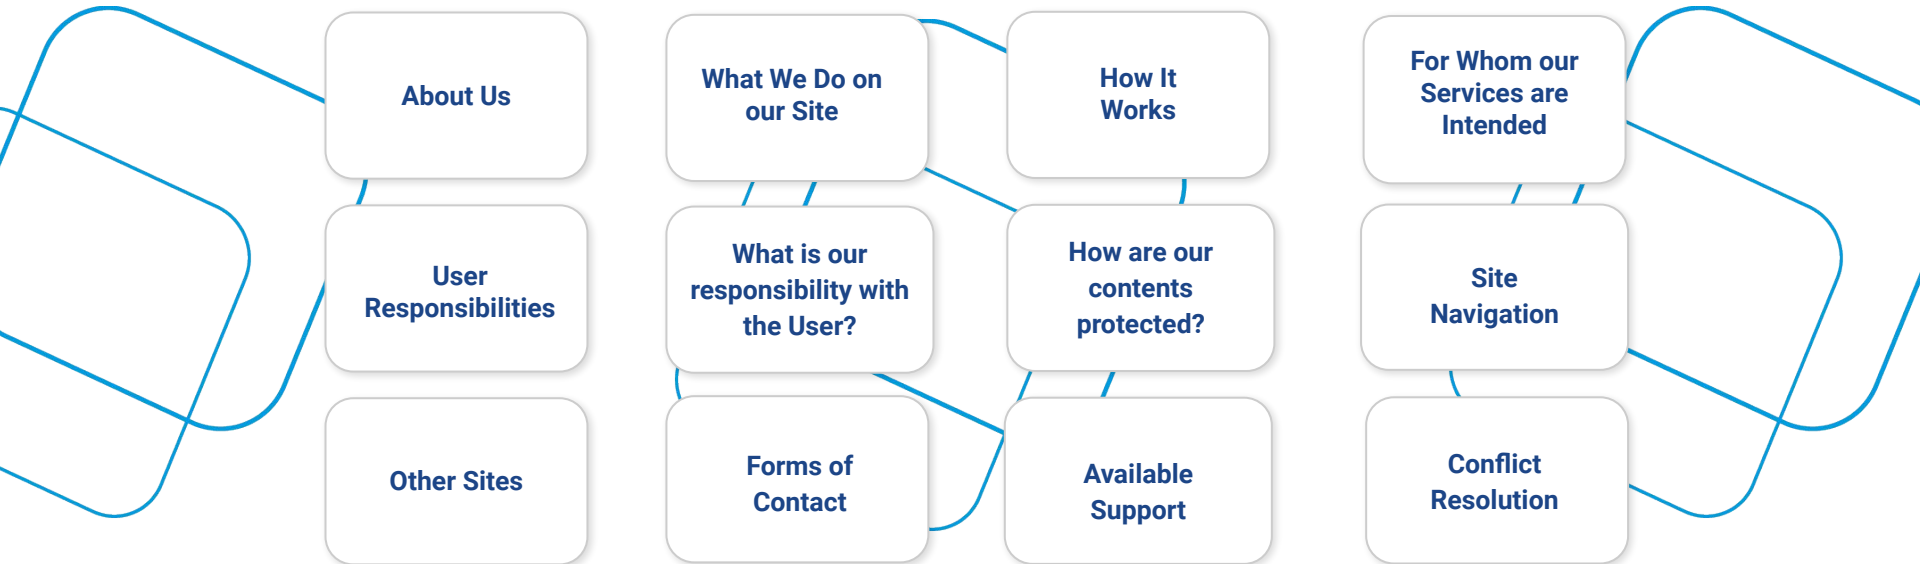 About Us
What We Do on
our Site
How It
Works
For Whom our
Services are
Intended
User
Responsibilities
What is our
responsibility with
the User?
How are our
contents
protected?
Site
Navigation
Other Sites
Forms of
Contact
Available
Support
Conflict
Resolution